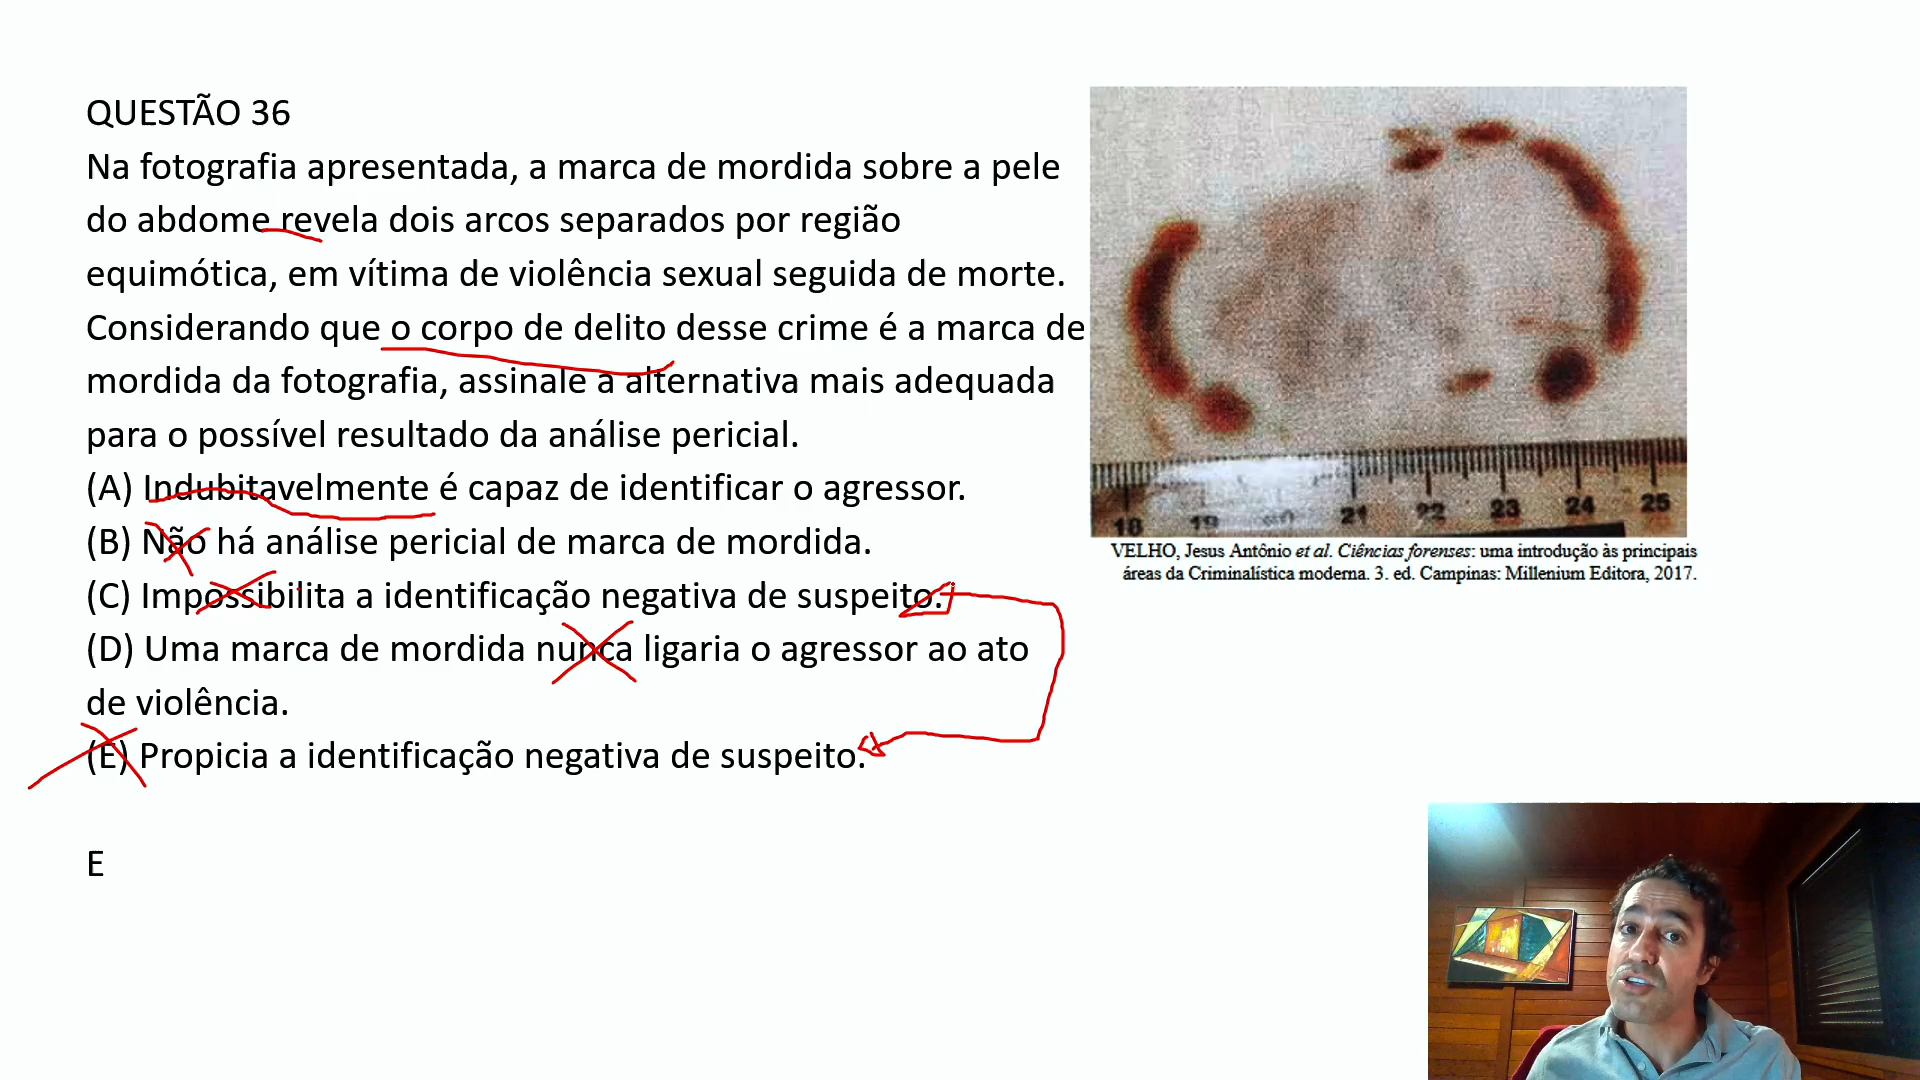 QUESTÃO 36
Na fotografia apresentada, a marca de mordida sobre a pele
do abdome revela dois arcos separados por região
equimótica, em vítima de violência sexual seguida de morte.
Considerando que o corpo de delito desse crime é a marca de
mordida da fotografia, assinale a alternativa mais adequada
para o possível resultado da análise pericial.
(A) Indubitavelmente é capaz de identificar o agressor.
(B) Não há análise pericial de marca de mordida.
(C) Impossibilita a identificação negativa de suspeito.
(D) Uma marca de mordida nunca ligaria o agressor ao ato
de violência.
(E) Propicia a identificação negativa de suspeito.
E
18 19 20 21 22 23 24 25
VELHO, Jesus Antônio et al. Ciências forenses: uma introdução às principais
áreas da Criminalística moderna. 3. ed. Campinas: Millenium Editora, 2017.